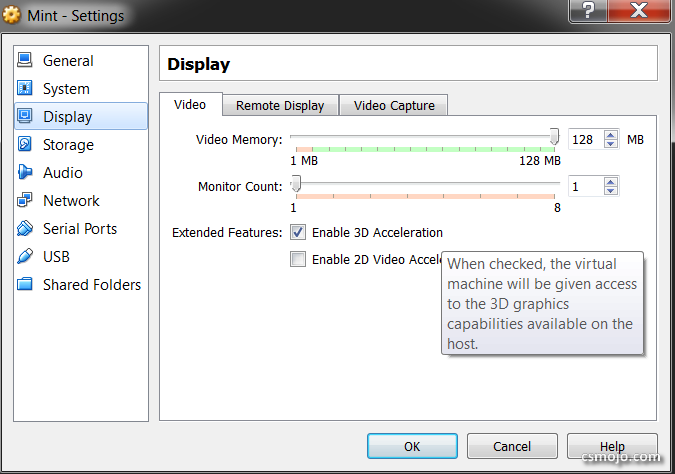 Mint - Settings
?
X
General
System
Display
Storage
Audio
Network
Serial Ports
USB
Shared Folders
Display
Video
Remote Display
Video Capture
Video Memory:
128
MB
1 MB
128 MB
Monitor Count:
1
1
8
Extended Features:
Enable 3D Acceleration
Enable 2D Video Accele
When checked, the virtual
machine will be given access
to the 3D graphics
capabilities available on the
host.
OK
Cancel
Help
csmojo.com